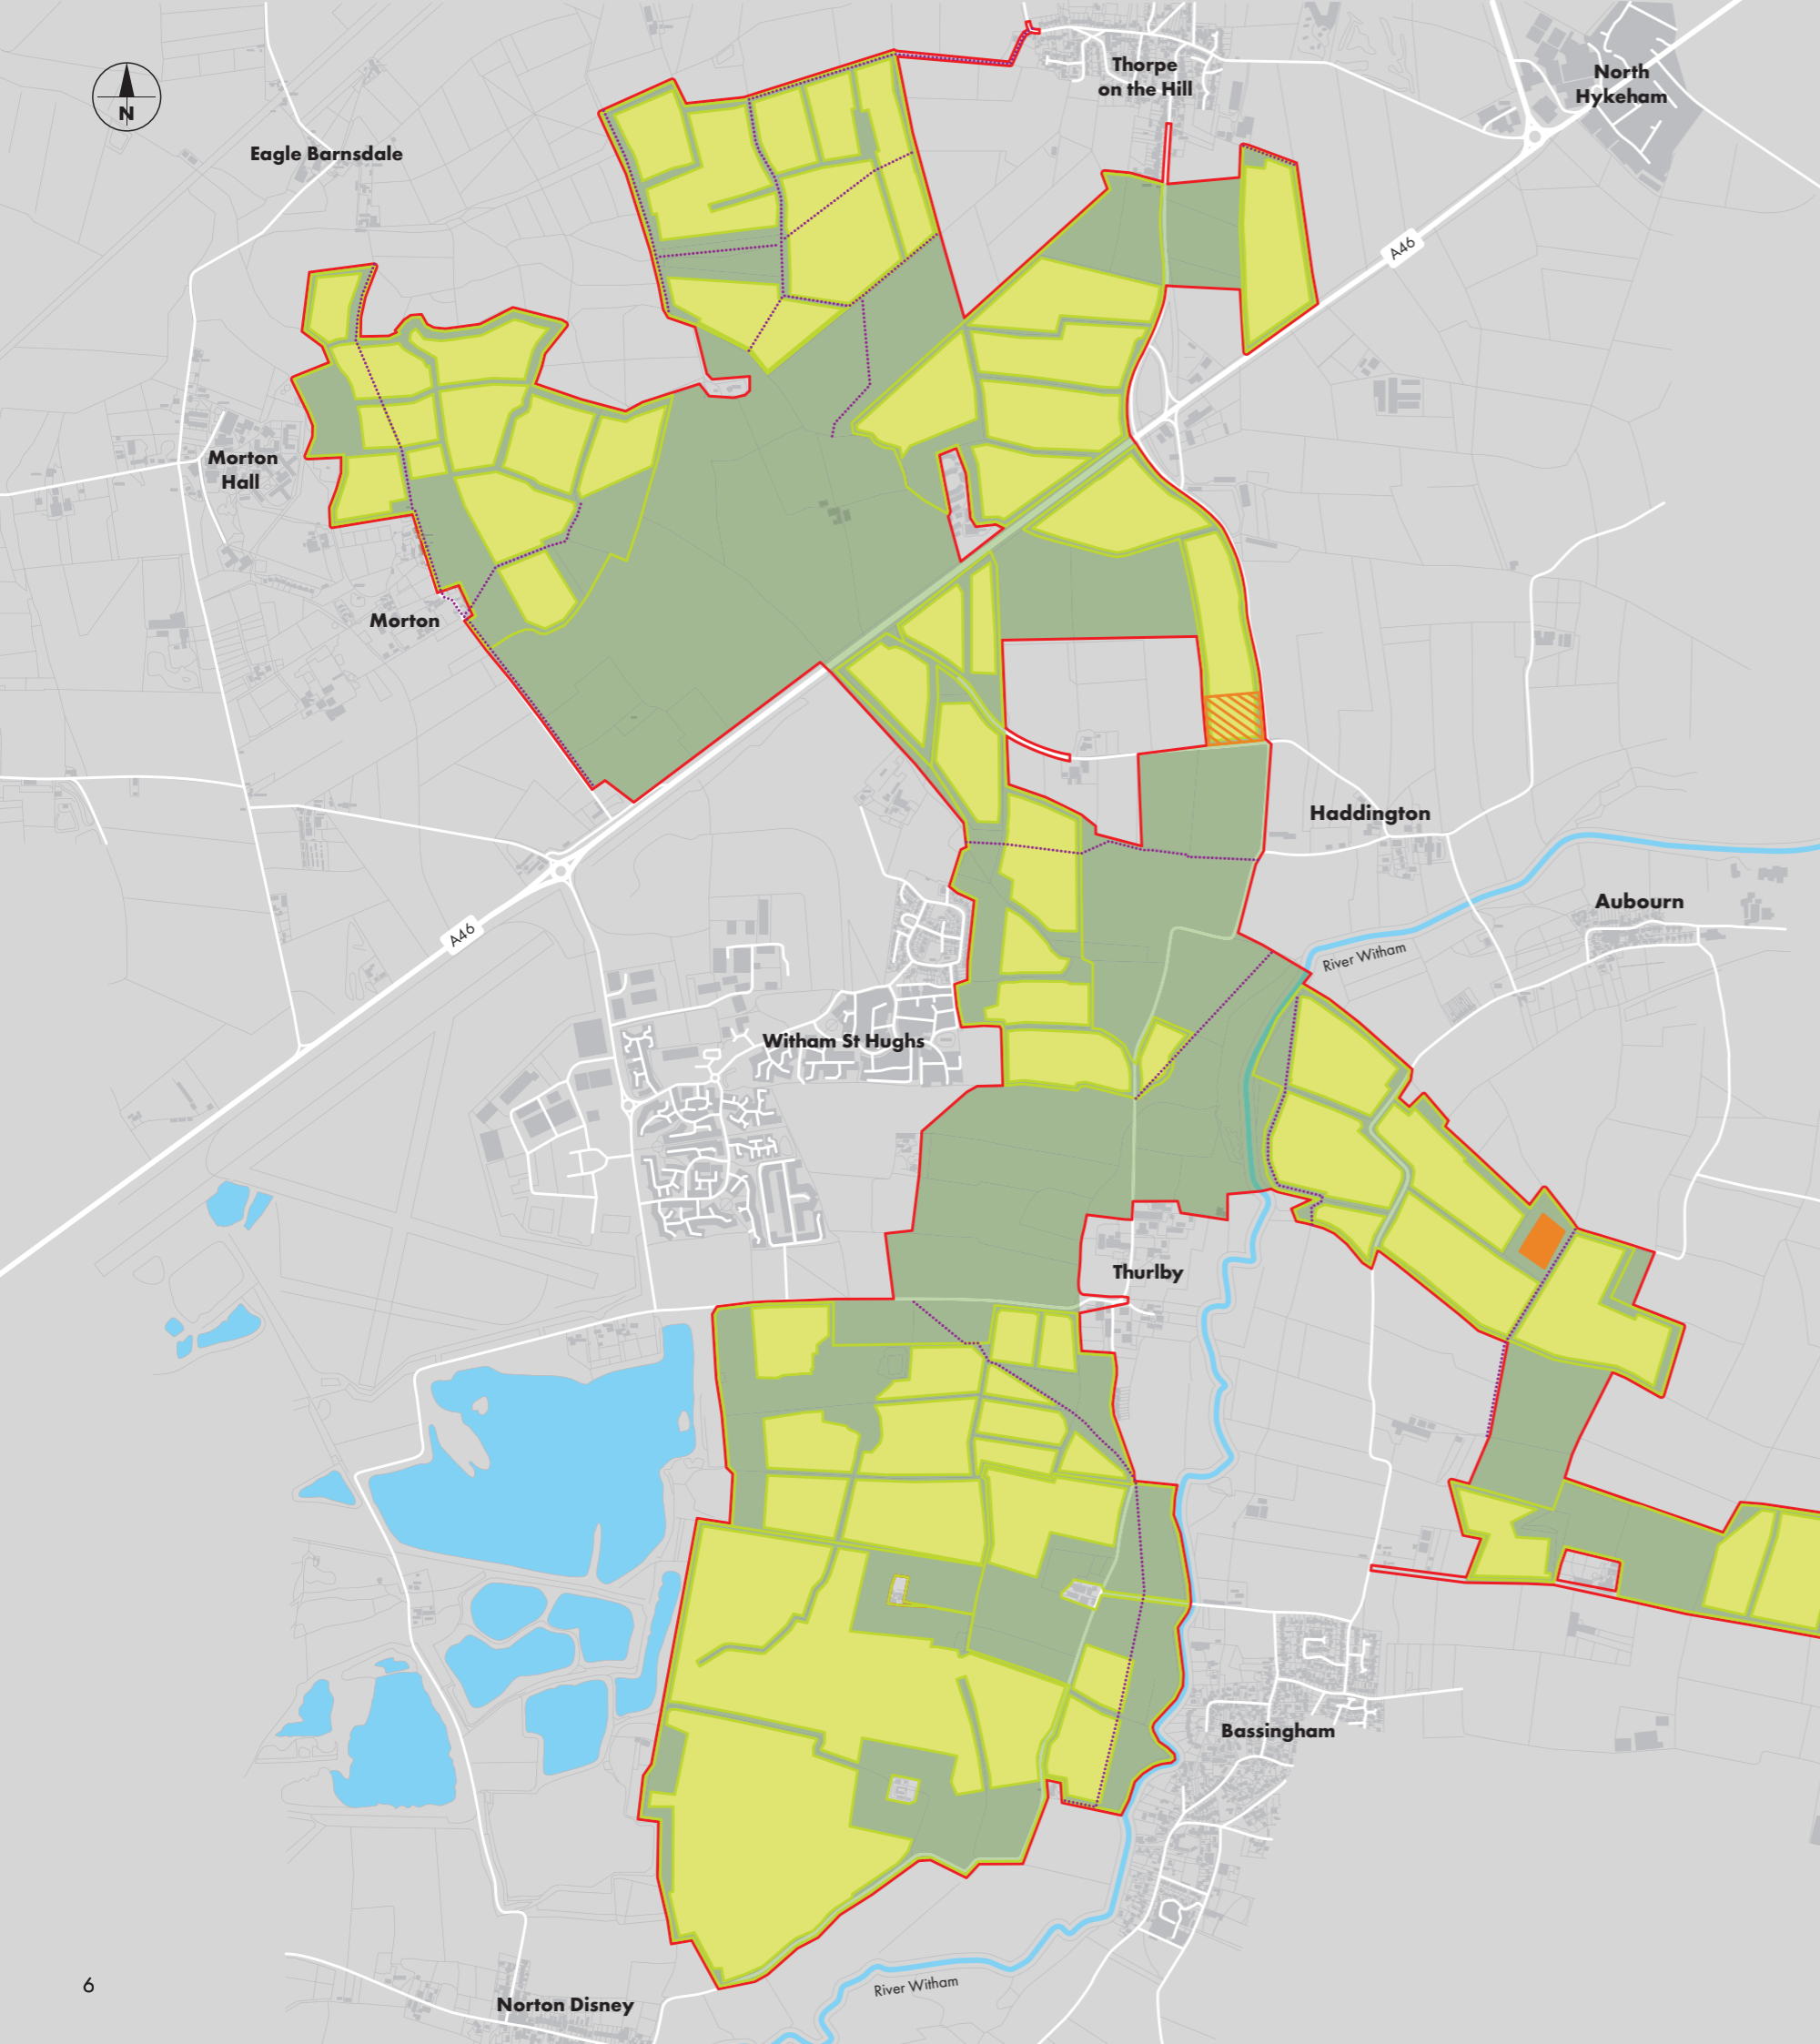 Thorpe
on the Hill
North
Hykeham
N
Eagle Barnsdale
A46
Morton
Hall
Morton
Haddington
Aubourn
A46
River Witham
Witham St Hughs
Thurlby
Bassingham
River Witham
6
Norton Disney